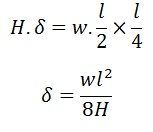 H.δ = w. l/2 × l/4
δ = wl²/8H